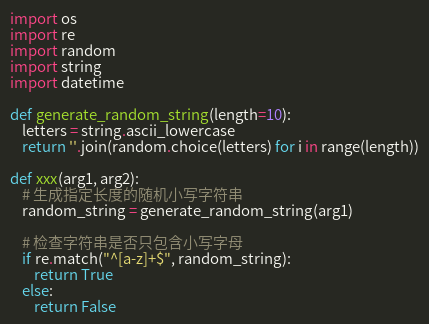 import os
import re
import random
import string
import datetime

def generate_random_string(length=10):
    letters = string.ascii_lowercase
    return ''.join(random.choice(letters) for i in range(length))

def xxx(arg1, arg2):
    # 生成指定长度的随机小写字符串
    random_string = generate_random_string(arg1)

    # 检查字符串是否只包含小写字母
    if re.match("^[a-z]+$", random_string):
        return True
    else:
        return False